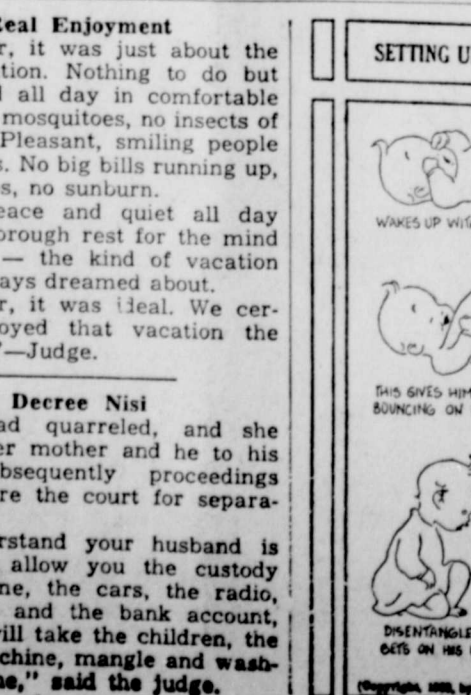 Real Enjoyment
r, it was just about the
tion. Nothing to do but
all day in comfortable
mosquitoes, no insects of
Pleasant, smiling people
s. No big bills running up,
s, no sunburn.
eace and quiet all day
orough rest for the mind
— the kind of vacation
ays dreamed about.
r, it was ideal. We cer-
oyed that vacation the
—Judge.
Decree Nisi
ad quarreled, and she
er mother and he to his
bsequently proceedings
re the court for separa-
rstand your husband is
allow you the custody
ne, the cars, the radio,
and the bank account,
ill take the children, the
chine, mangle and wash-
ne," said the judge.
SETTING U
WAKES UP WIT
THIS GIVES HIM
BOUNCING ON
DISENTANGLE
GETS ON HIS
(Copyright,